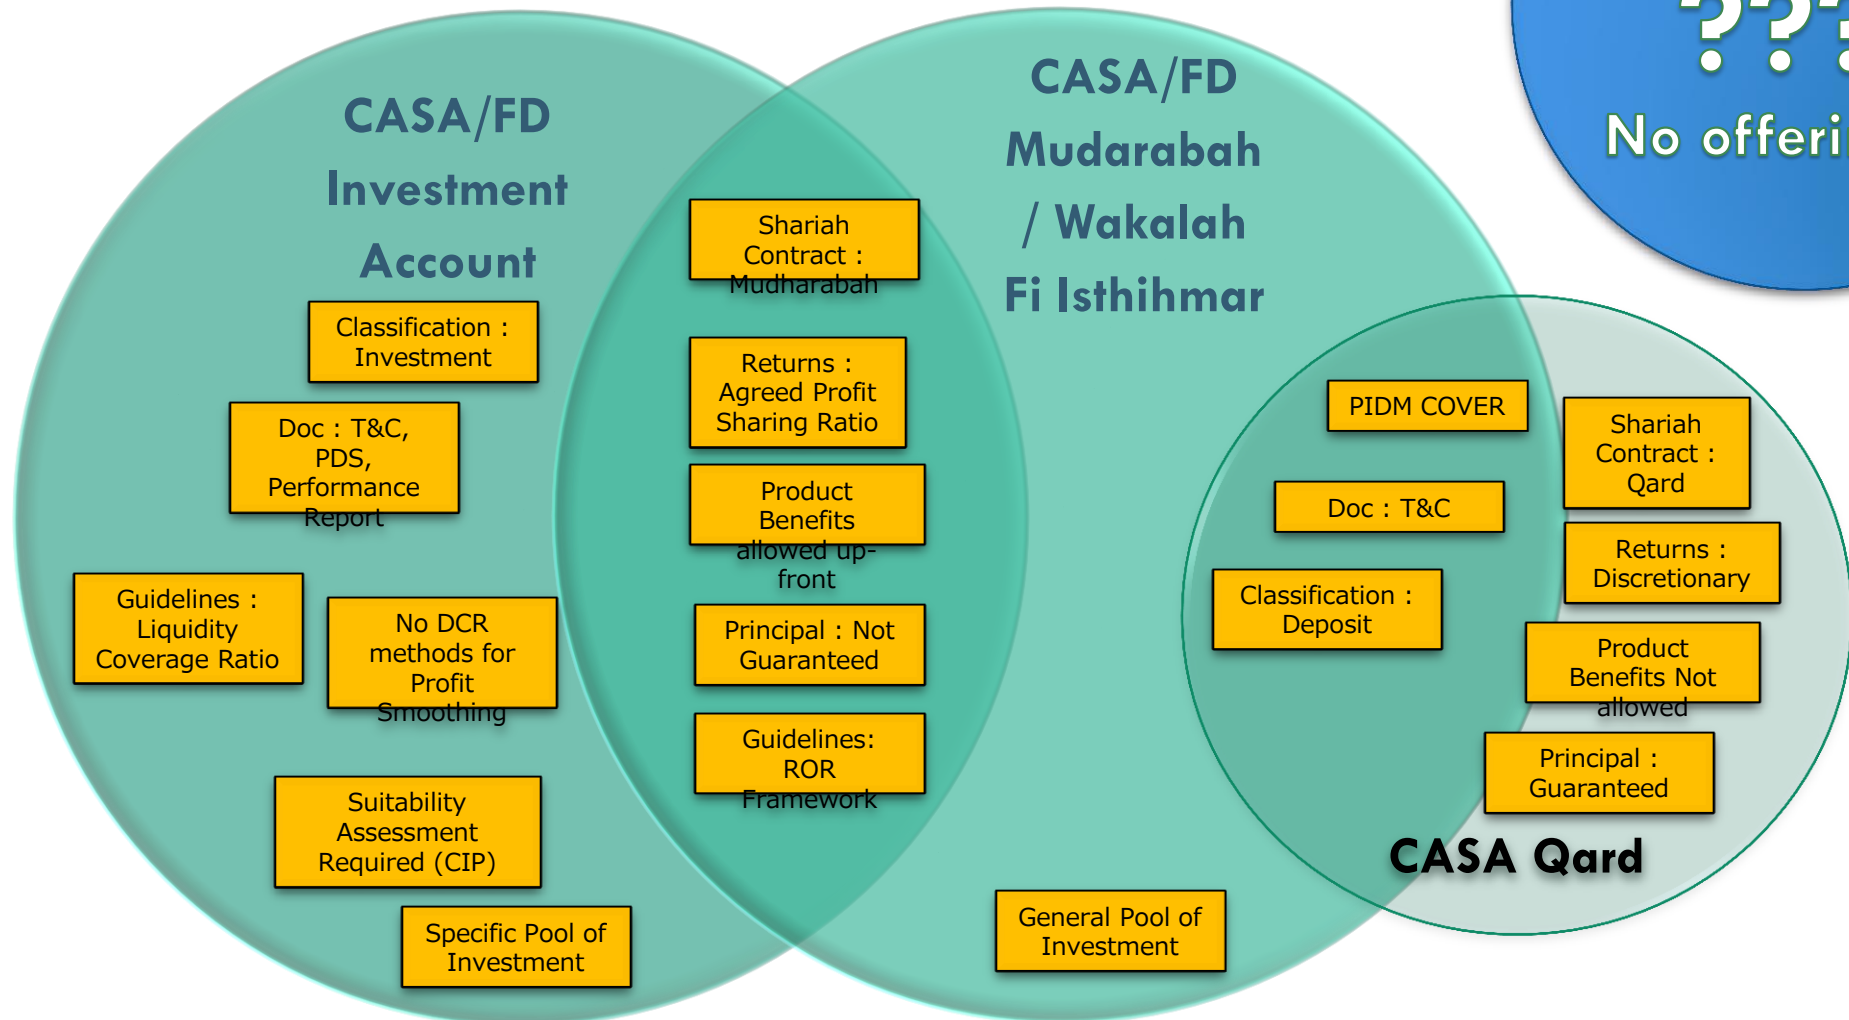 ???
No offeri
CASA/FD
Investment
Account
CASA/FD
Mudarabah
/ Wakalah
Fi Isthihmar
Classification :
Investment
Doc : T&C,
PDS,
Performance
Report
Guidelines :
Liquidity
Coverage Ratio
No DCR
methods for
Profit
Smoothing
Suitability
Assessment
Required (CIP)
Specific Pool of
Investment
Shariah
Contract :
Mudharabah
Returns :
Agreed Profit
Sharing Ratio
Product
Benefits
allowed up-
front
Principal : Not
Guaranteed
Guidelines:
ROR
Framework
General Pool of
Investment
PIDM COVER
Doc : T&C
Classification :
Deposit
Shariah
Contract :
Qard
Returns :
Discretionary
Product
Benefits Not
allowed
Principal :
Guaranteed
CASA Qard